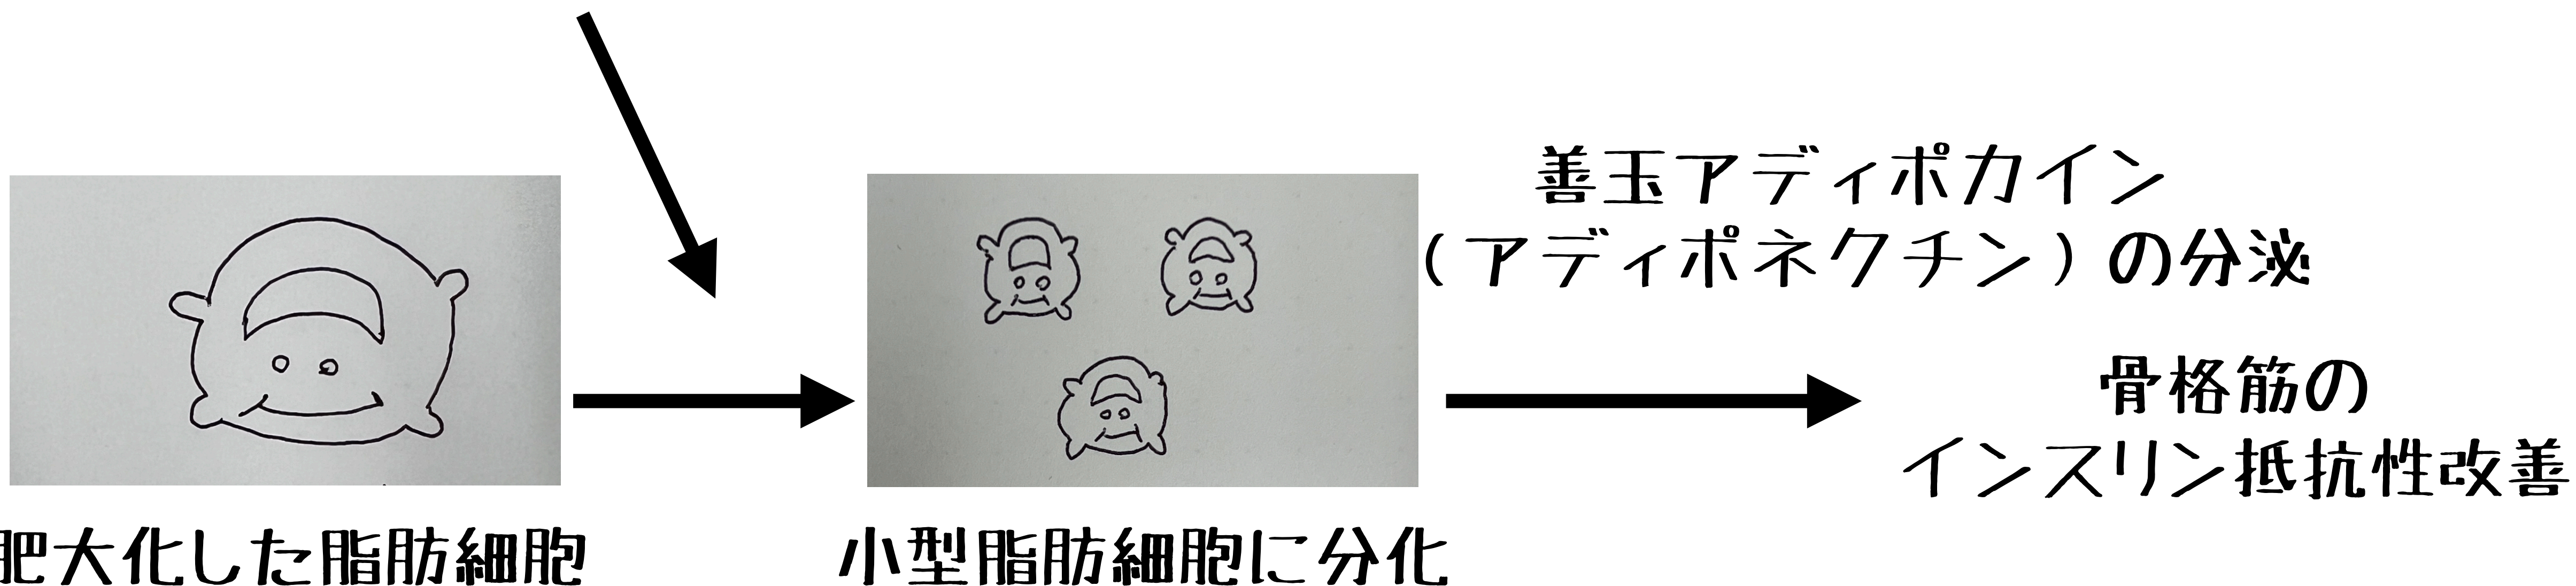 善玉アディポカイン
(アディポネクチン)の分泌
骨格筋の
インスリン抵抗性改善
肥大化した脂肪細胞
小型脂肪細胞に分化